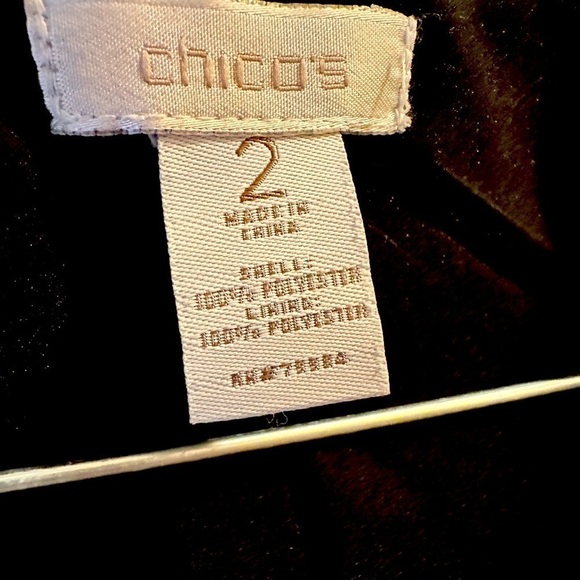 chico's
2
MADE IN
CHINA
SHELL:
100% POLYESTER
LINING:
100% POLYESTER